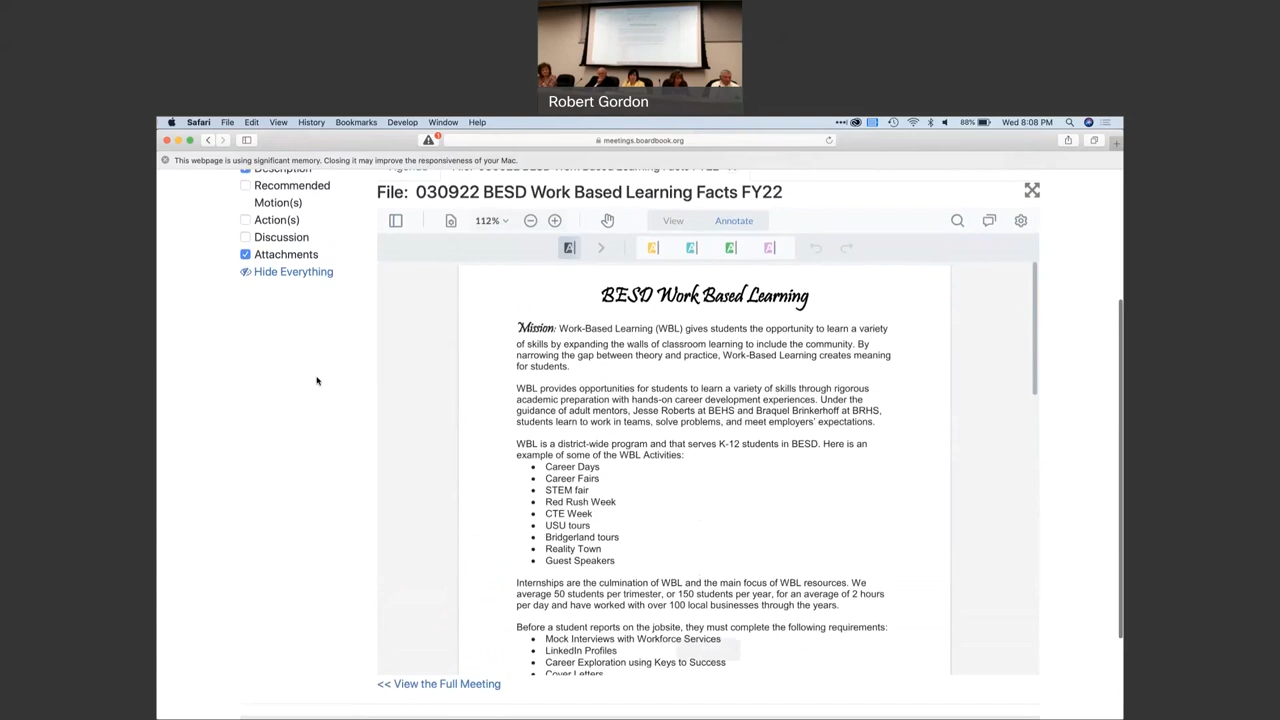 Robert Gordon
Safari File Edit View History Bookmarks Develop Window Help 88% Wed 8:08 PM
meetings.boardbook.org
This webpage is using significant memory. Closing it may improve the responsiveness of your Mac.
Description
Recommended
Motion(s)
Action(s)
Discussion
Attachments
Hide Everything
File: 030922 BESD Work Based Learning Facts FY22
112%
View Annotate
BESD Work Based Learning
Mission: Work-Based Learning (WBL) gives students the opportunity to learn a variety
of skills by expanding the walls of classroom learning to include the community. By
narrowing the gap between theory and practice, Work-Based Learning creates meaning
for students.
WBL provides opportunities for students to learn a variety of skills through rigorous
academic preparation with hands-on career development experiences. Under the
guidance of adult mentors, Jesse Roberts at BEHS and Braquel Brinkerhoff at BRHS,
students learn to work in teams, solve problems, and meet employers' expectations.
WBL is a district-wide program and that serves K-12 students in BESD. Here is an
example of some of the WBL Activities:
• Career Days
• Career Fairs
• STEM fair
• Red Rush Week
• CTE Week
• USU tours
• Bridgerland tours
• Reality Town
• Guest Speakers
Internships are the culmination of WBL and the main focus of WBL resources. We
average 50 students per trimester, or 150 students per year, for an average of 2 hours
per day and have worked with over 100 local businesses through the years.
Before a student reports on the jobsite, they must complete the following requirements:
• Mock Interviews with Workforce Services
• LinkedIn Profiles
• Career Exploration using Keys to Success
• Cover Letters
<< View the Full Meeting